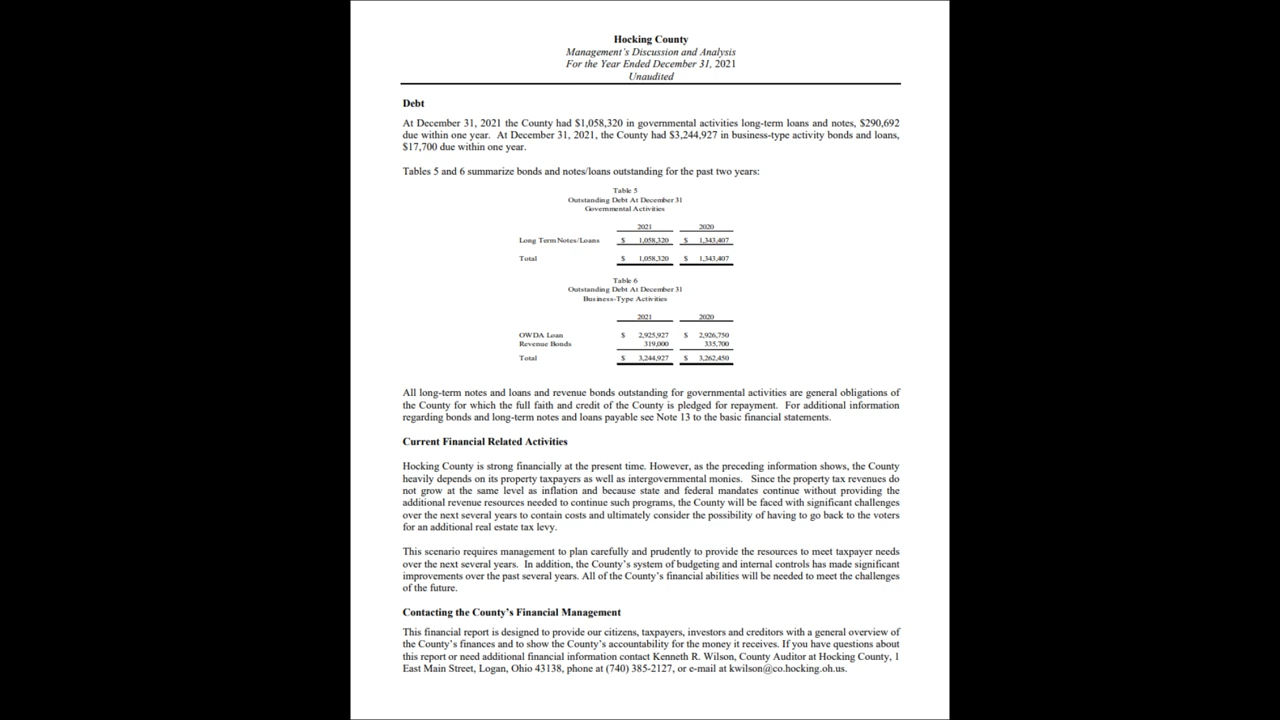 Hocking County
Management's Discussion and Analysis
For the Year Ended December 31, 2021
Unaudited
Debt
At December 31, 2021 the County had $1,058,320 in governmental activities long-term loans and notes, $290,692
due within one year. At December 31, 2021, the County had $3,244,927 in business-type activity bonds and loans,
$17,700 due within one year.
Tables 5 and 6 summarize bonds and notes/loans outstanding for the past two years:
Table 5
Outstanding Debt At December 31
Governmental Activities
2021 2020
Long Term Notes/Loans $ 1,058,320 $ 1,343,407
Total $ 1,058,320 $ 1,343,407
Table 6
Outstanding Debt At December 31
Business-Type Activities
2021 2020
OWDA Loan $ 2,925,927 $ 2,926,750
Revenue Bonds 319,000 335,700
Total $ 3,244,927 $ 3,262,450
All long-term notes and loans and revenue bonds outstanding for governmental activities are general obligations of
the County for which the full faith and credit of the County is pledged for repayment. For additional information
regarding bonds and long-term notes and loans payable see Note 13 to the basic financial statements.
Current Financial Related Activities
Hocking County is strong financially at the present time. However, as the preceding information shows, the County
heavily depends on its property taxpayers as well as intergovernmental monies. Since the property tax revenues do
not grow at the same level as inflation and because state and federal mandates continue without providing the
additional revenue resources needed to continue such programs, the County will be faced with significant challenges
over the next several years to contain costs and ultimately consider the possibility of having to go back to the voters
for an additional real estate tax levy.
This scenario requires management to plan carefully and prudently to provide the resources to meet taxpayer needs
over the next several years. In addition, the County's system of budgeting and internal controls has made significant
improvements over the past several years. All of the County's financial abilities will be needed to meet the challenges
of the future.
Contacting the County's Financial Management
This financial report is designed to provide our citizens, taxpayers, investors and creditors with a general overview of
the County's finances and to show the County's accountability for the money it receives. If you have questions about
this report or need additional financial information contact Kenneth R. Wilson, County Auditor at Hocking County, 1
East Main Street, Logan, Ohio 43138, phone at (740) 385-2127, or e-mail at kwilson@co.hocking.oh.us.